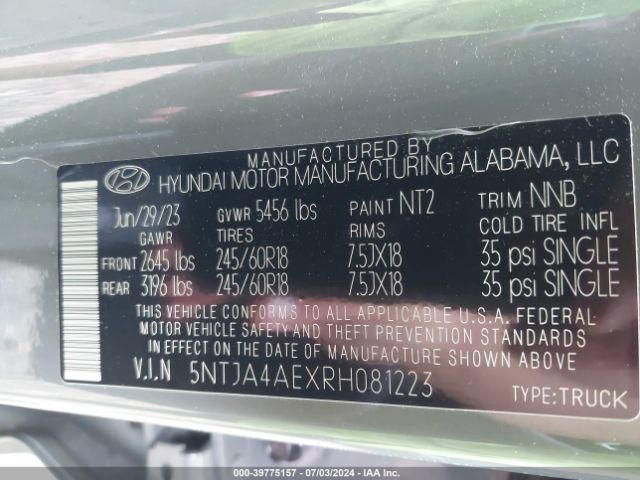 MANUFACTURED BY
HYUNDAI MOTOR MANUFACTURING ALABAMA, LLC
Jun/29/23 GVWR 5456 lbs PAINT NT2 TRIM NNB
GAWR TIRES RIMS COLD TIRE INFL
FRONT 2645 lbs 245/60R18 7.5JX18 35 psi SINGLE
REAR 3196 lbs 245/60R18 7.5JX18 35 psi SINGLE
THIS VEHICLE CONFORMS TO ALL APPLICABLE U.S.A. FEDERAL
MOTOR VEHICLE SAFETY AND THEFT PREVENTION STANDARDS
IN EFFECT ON THE DATE OF MANUFACTURE SHOWN ABOVE
V.I.N 5NTJA4AEXRH081223
TYPE:TRUCK
000-39775157 - 07/03/2024 - IAA Inc.